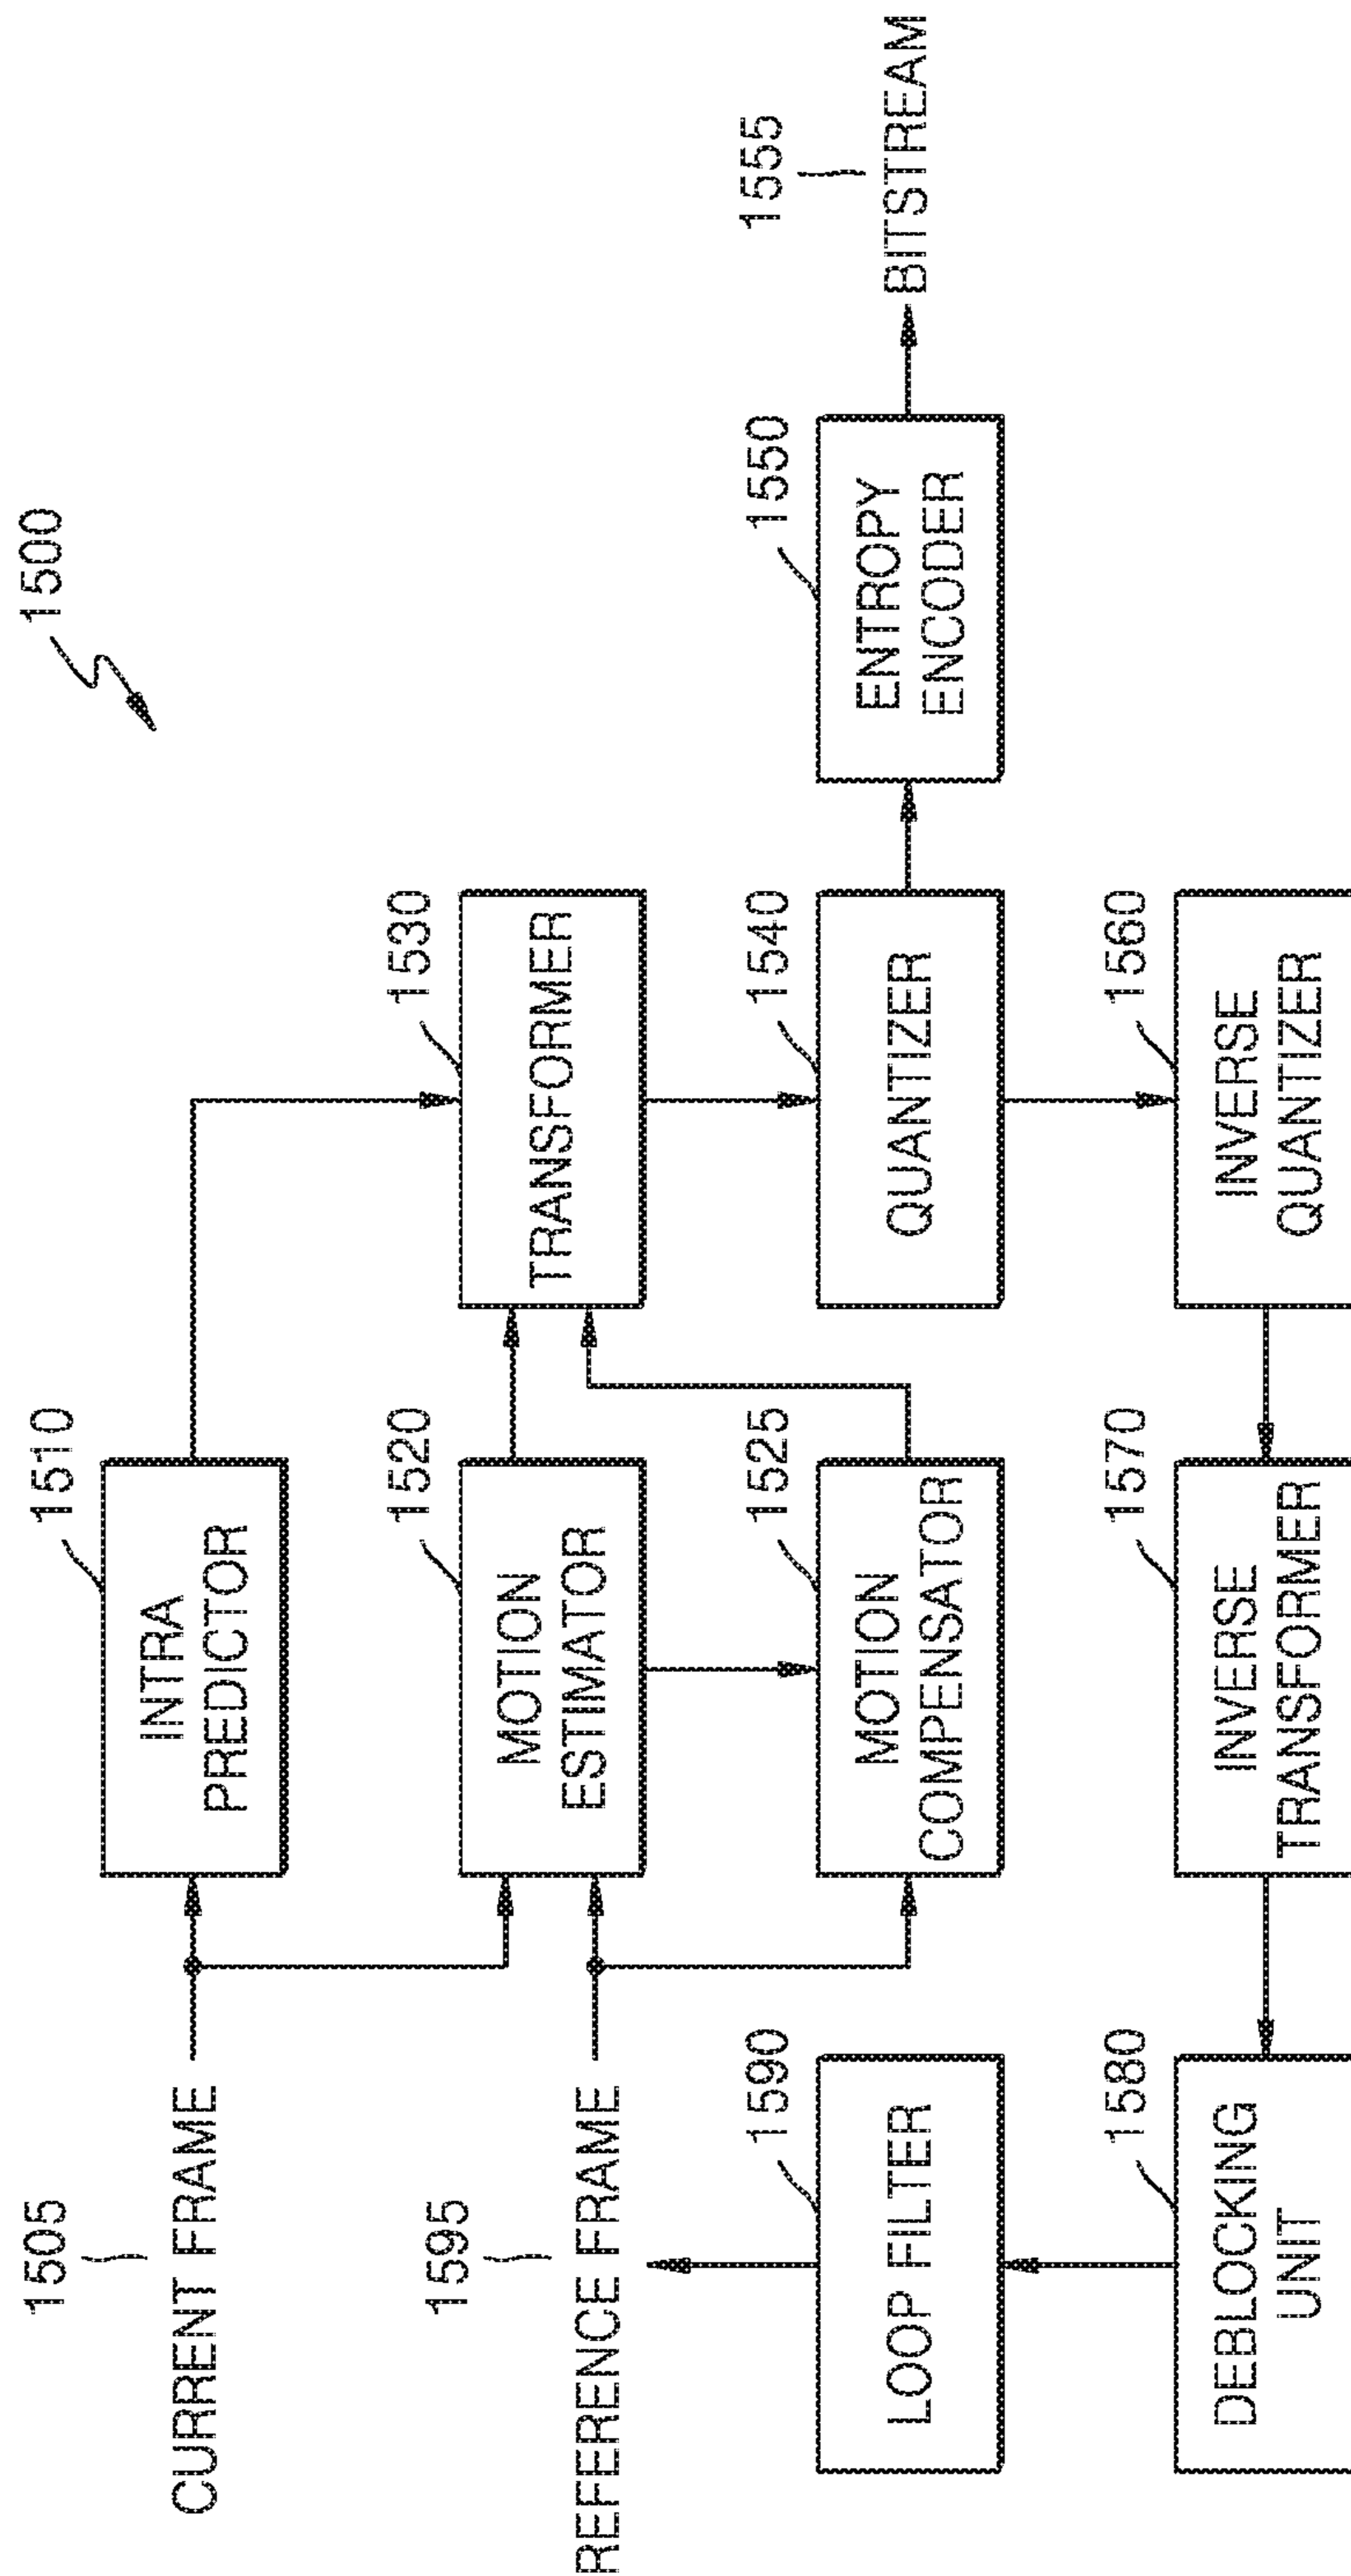 1500
1505
CURRENT FRAME
1510
INTRA
PREDICTOR
1595
REFERENCE FRAME
1520
MOTION
ESTIMATOR
1530
TRANSFORMER
1590
LOOP FILTER
1525
MOTION
COMPENSATOR
1540
QUANTIZER
1550
ENTROPY
ENCODER
1555
BITSTREAM
1580
DEBLOCKING
UNIT
1570
INVERSE
TRANSFORMER
1560
INVERSE
QUANTIZER